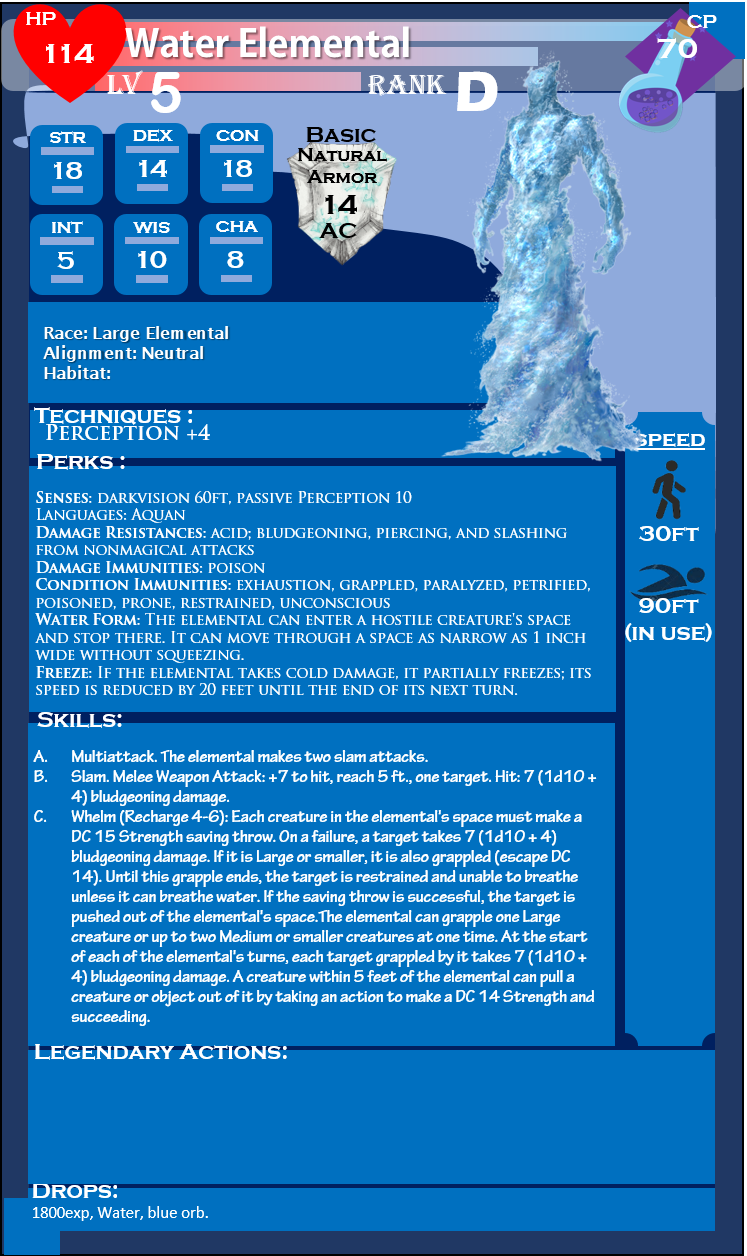 HP
114
Water Elemental
CP
70
LV 5
RANK D
STR
18
DEX
14
CON
18
INT
5
WIS
10
CHA
8
Basic
Natural
Armor
14
AC
Race: Large Elemental
Alignment: Neutral
Habitat:
Techniques :
Perception +4
Perks :
Senses: darkvision 60ft, passive Perception 10
Languages: Aquan
Damage Resistances: acid; bludgeoning, piercing, and slashing
from nonmagical attacks
Damage Immunities: poison
Condition Immunities: exhaustion, grappled, paralyzed, petrified,
poisoned, prone, restrained, unconscious
Water Form: The elemental can enter a hostile creature's space
and stop there. It can move through a space as narrow as 1 inch
wide without squeezing.
Freeze: If the elemental takes cold damage, it partially freezes; its
speed is reduced by 20 feet until the end of its next turn.
Speed
30ft
90ft
(in use)
Skills:
A. Multiattack. The elemental makes two slam attacks.
B. Slam. Melee Weapon Attack: +7 to hit, reach 5 ft., one target. Hit: 7 (1d10 +
4) bludgeoning damage.
C. Whelm (Recharge 4-6): Each creature in the elemental's space must make a
DC 15 Strength saving throw. On a failure, a target takes 7 (1d10 + 4)
bludgeoning damage. If it is Large or smaller, it is also grappled (escape DC
14). Until this grapple ends, the target is restrained and unable to breathe
unless it can breathe water. If the saving throw is successful, the target is
pushed out of the elemental's space.The elemental can grapple one Large
creature or up to two Medium or smaller creatures at one time. At the start
of each of the elemental's turns, each target grappled by it takes 7 (1d10 +
4) bludgeoning damage. A creature within 5 feet of the elemental can pull a
creature or object out of it by taking an action to make a DC 14 Strength and
succeeding.
Legendary Actions:
Drops:
1800exp, Water, blue orb.